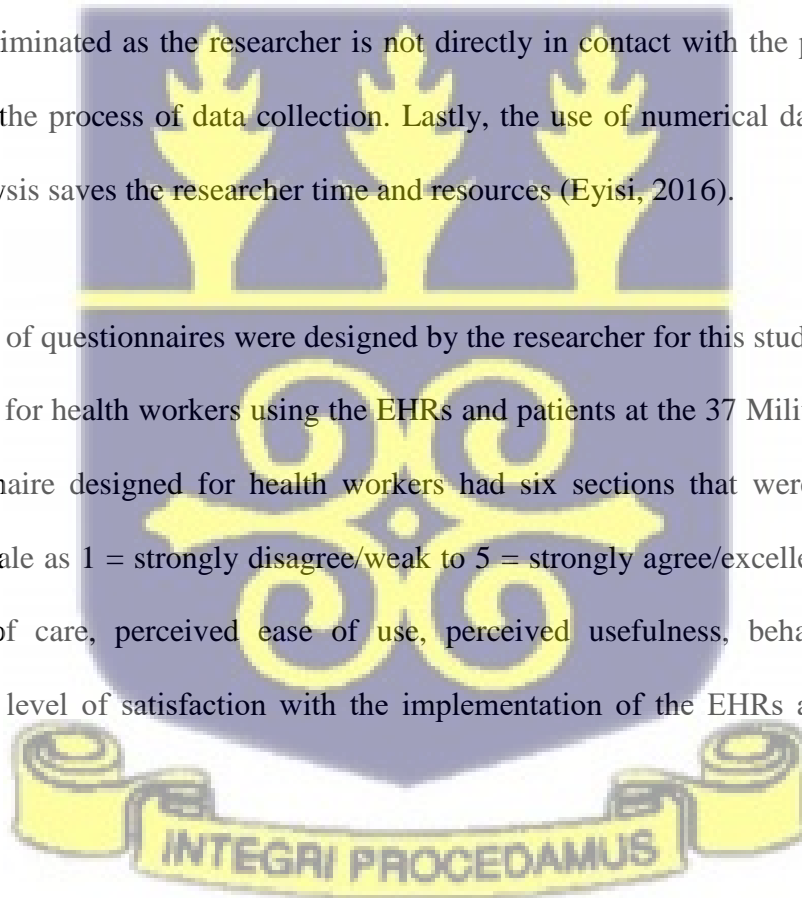 iminated as the researcher is not directly in contact with the p
the process of data collection. Lastly, the use of numerical da
ysis saves the researcher time and resources (Eyisi, 2016).
of questionnaires were designed by the researcher for this stud
for health workers using the EHRs and patients at the 37 Milit
naire designed for health workers had six sections that were
ale as 1 = strongly disagree/weak to 5 = strongly agree/excelle
of care, perceived ease of use, perceived usefulness, beha
level of satisfaction with the implementation of the EHRs a
INTEGRI PROCEDAMUS